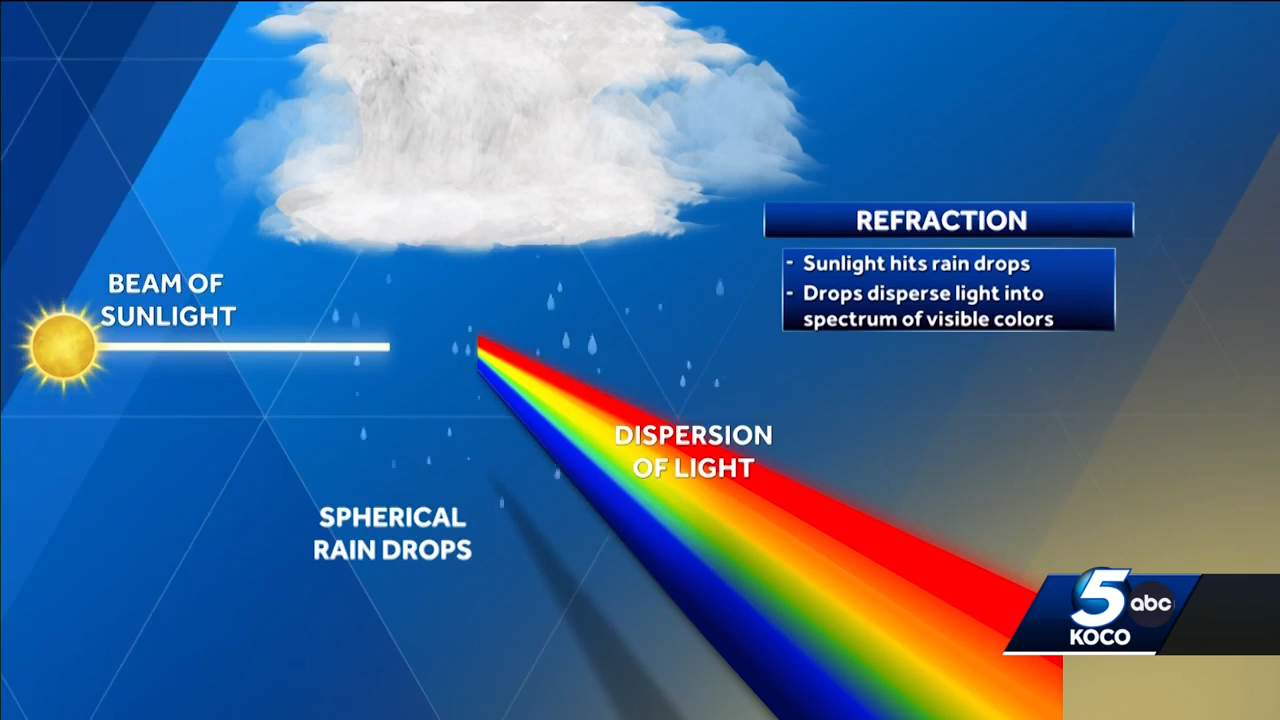 REFRACTION
- Sunlight hits rain drops
- Drops disperse light into
spectrum of visible colors
BEAM OF
SUNLIGHT
DISPERSION
OF LIGHT
SPHERICAL
RAIN DROPS
5 abc
KOCO